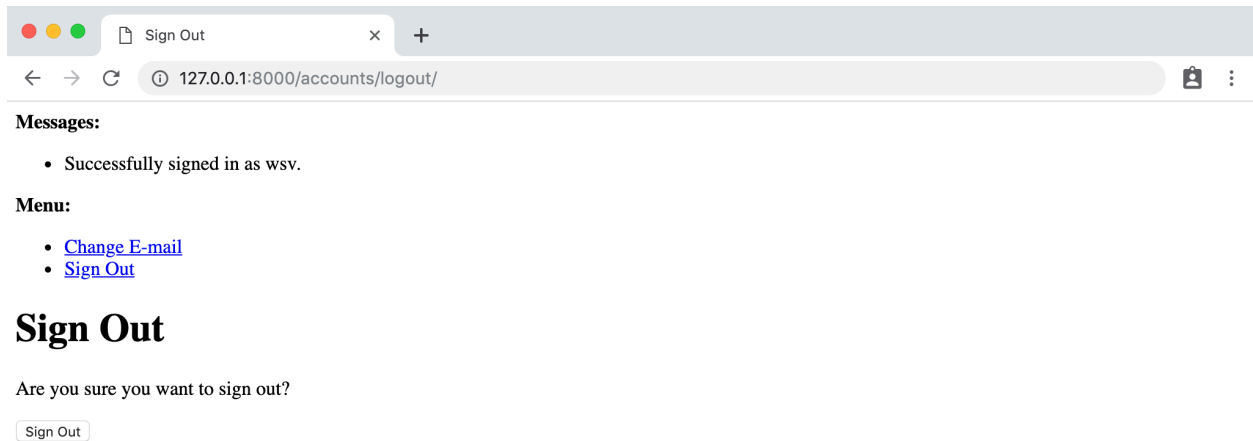 Sign Out
127.0.0.1:8000/accounts/logout/
Messages:
Successfully signed in as wsv.
Menu:
Change E-mail
Sign Out
Sign Out
Are you sure you want to sign out?
Sign Out